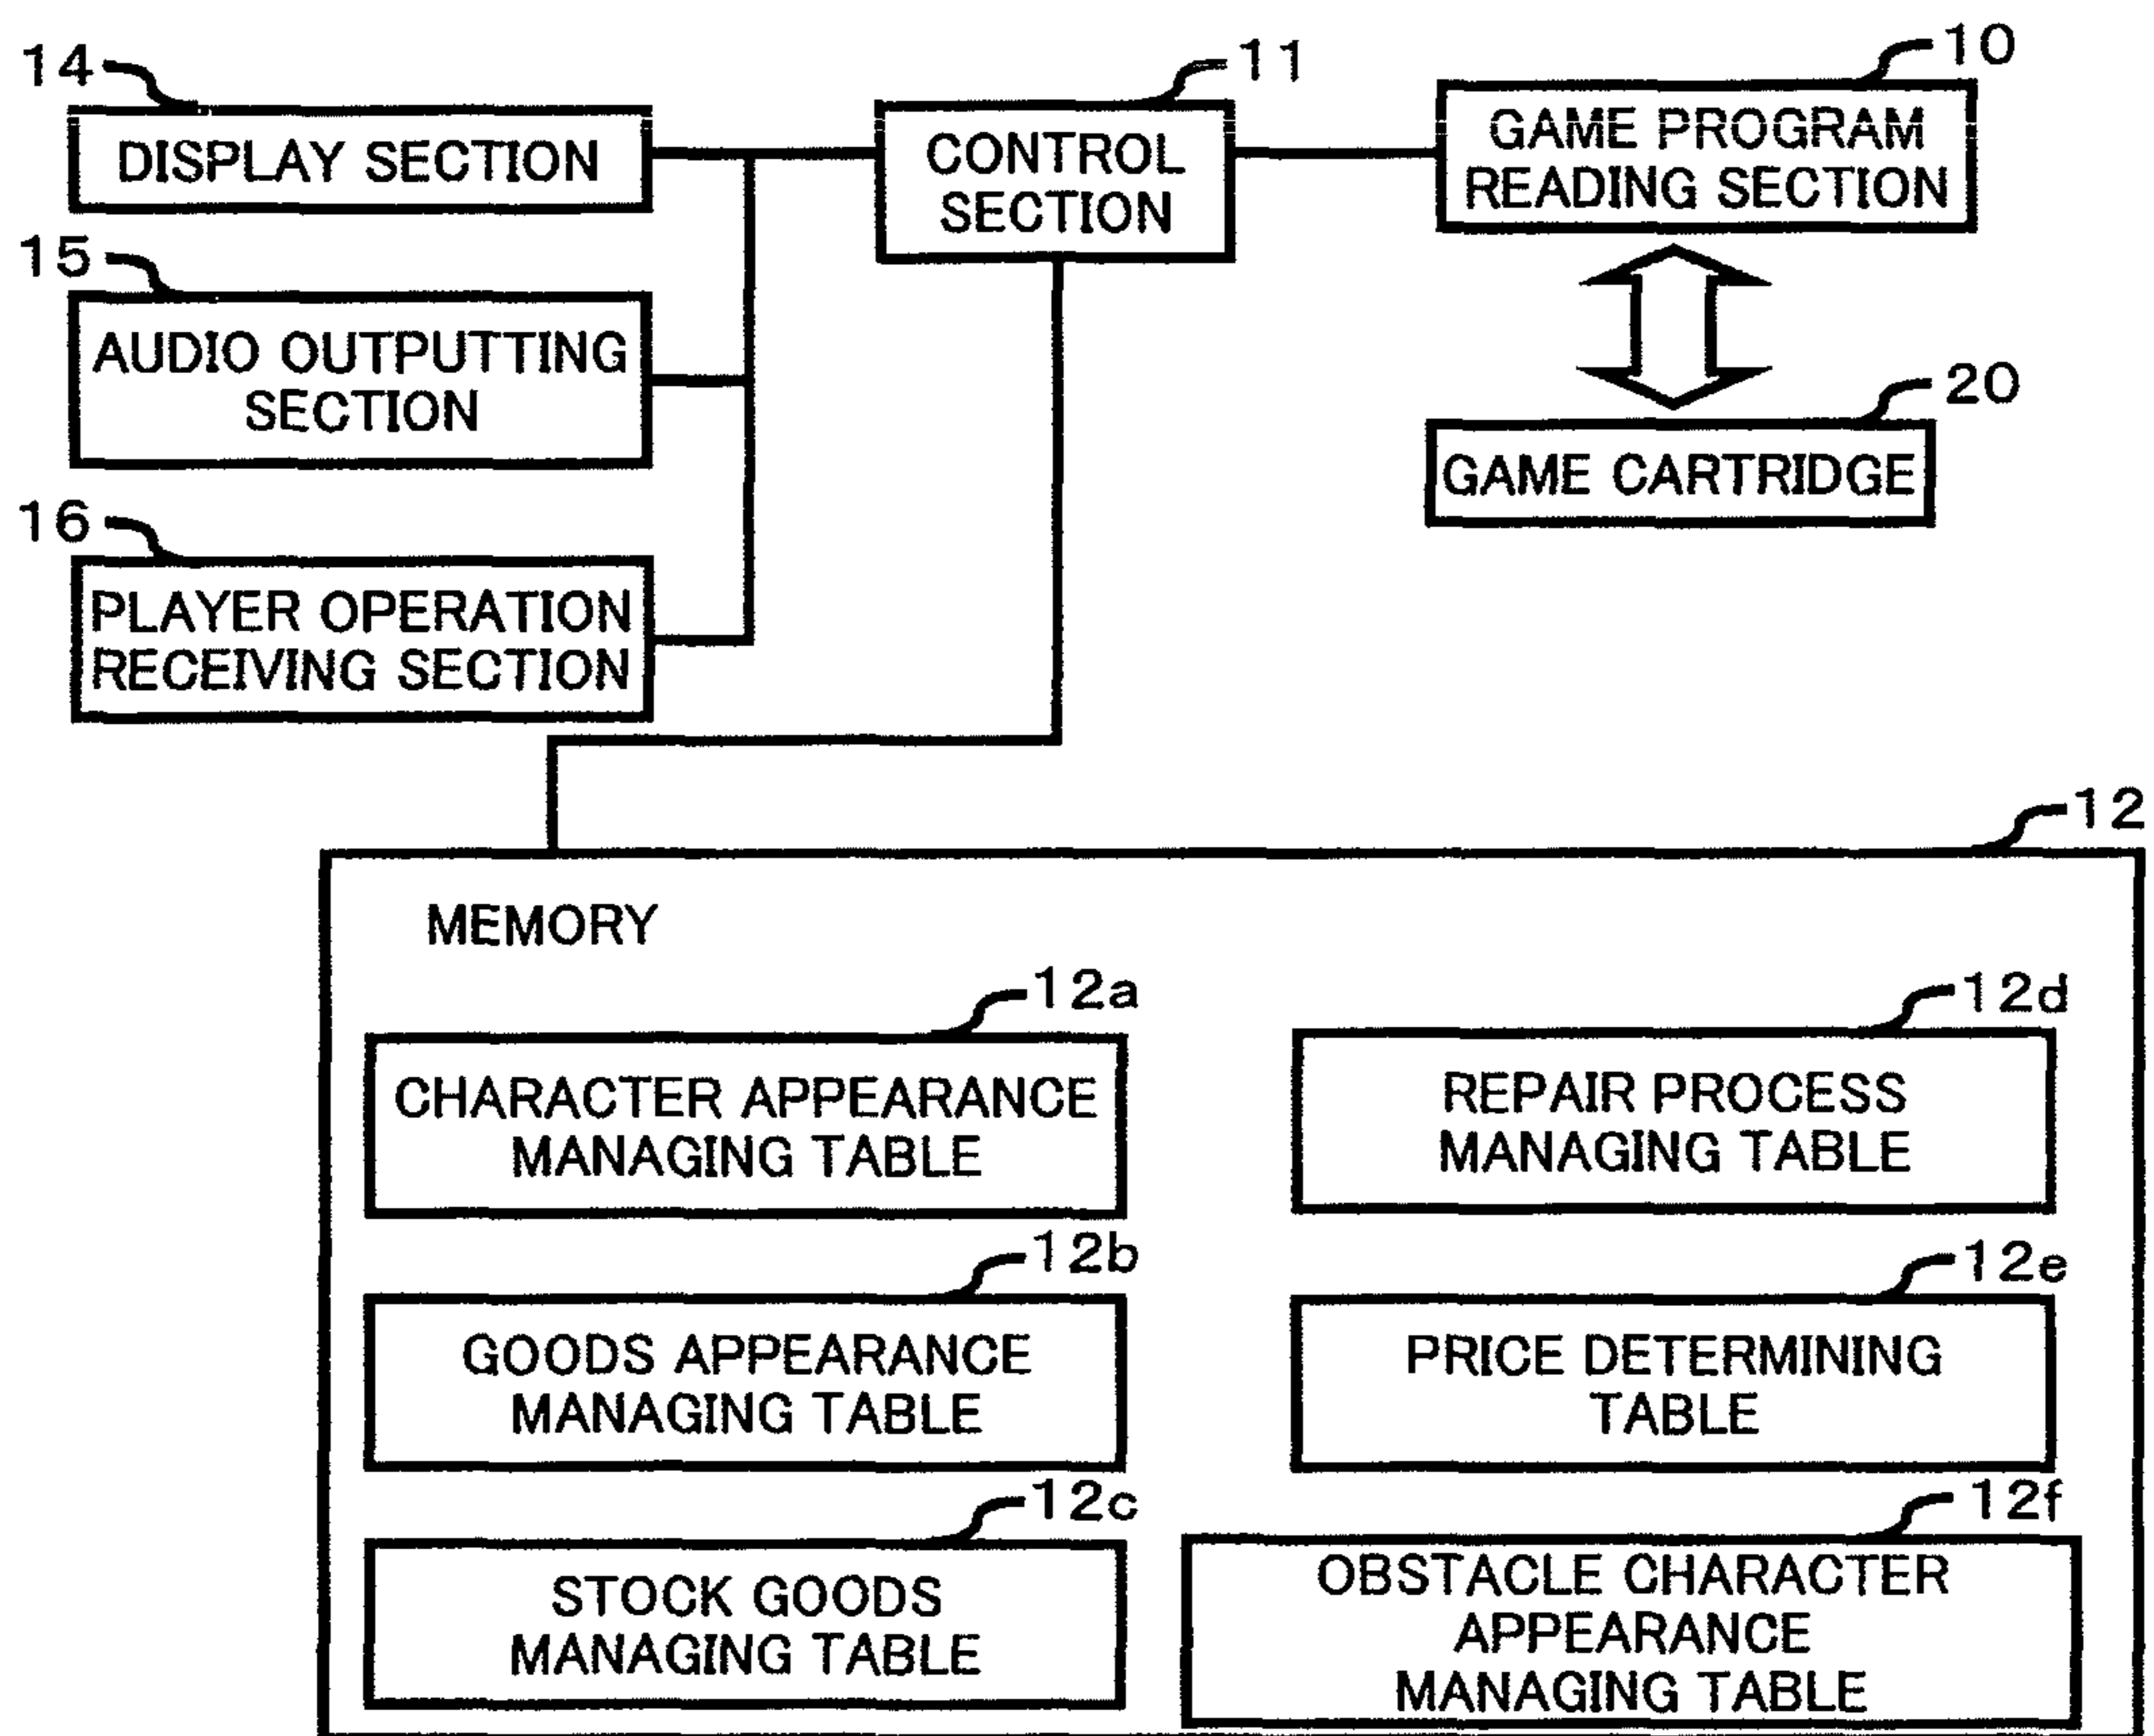 14
DISPLAY SECTION
11
CONTROL
SECTION
10
GAME PROGRAM
READING SECTION
15
AUDIO OUTPUTTING
SECTION
20
GAME CARTRIDGE
16
PLAYER OPERATION
RECEIVING SECTION
12
MEMORY
12a
CHARACTER APPEARANCE
MANAGING TABLE
12d
REPAIR PROCESS
MANAGING TABLE
12b
GOODS APPEARANCE
MANAGING TABLE
12e
PRICE DETERMINING
TABLE
12c
STOCK GOODS
MANAGING TABLE
12f
OBSTACLE CHARACTER
APPEARANCE
MANAGING TABLE